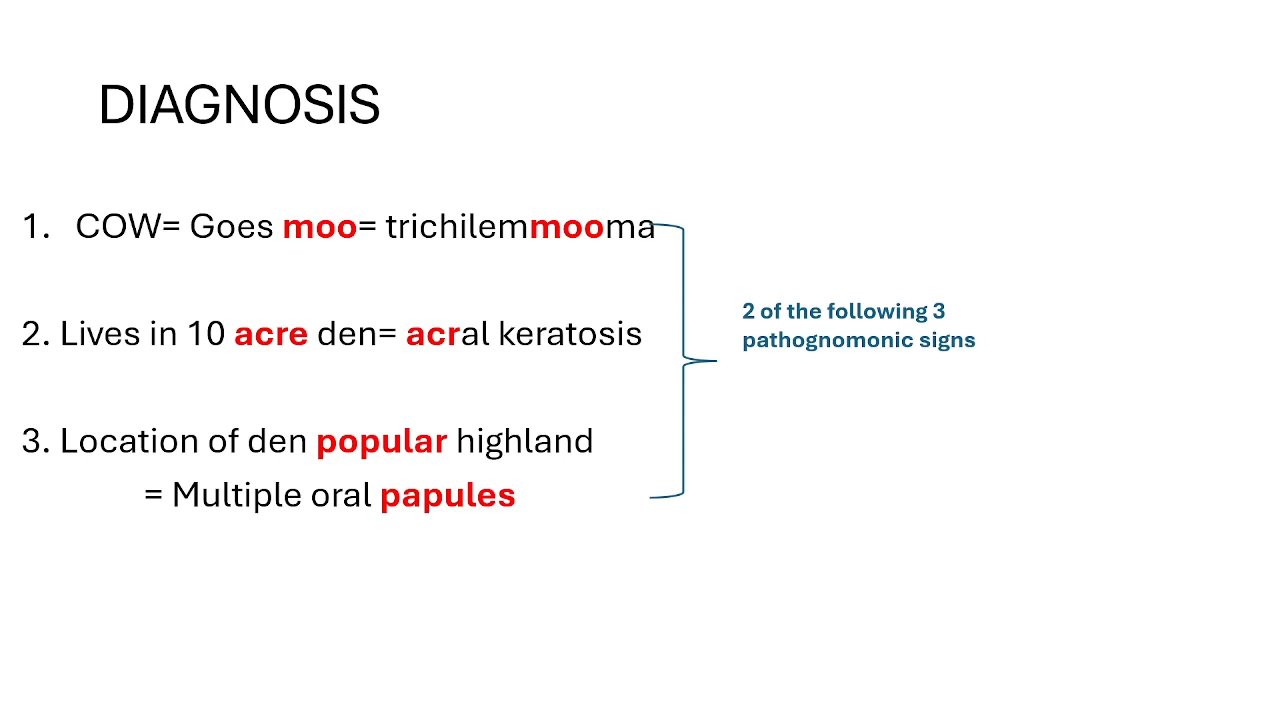 DIAGNOSIS
1. COW= Goes moo= trichilemmooma
2. Lives in 10 acre den= acral keratosis
3. Location of den popular highland
= Multiple oral papules
2 of the following 3
pathognomonic signs